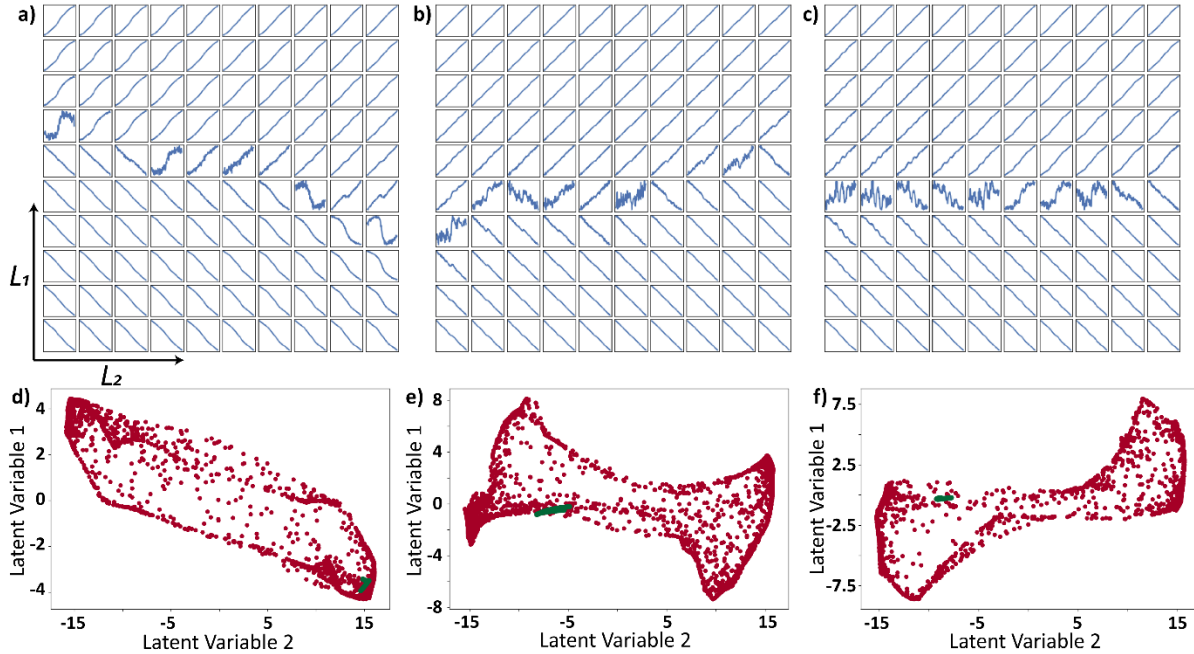 a) b) c)
L1
L2
d) e) f)
4
2
0
-2
-4
Latent Variable 1
-15 -5 5 15
Latent Variable 2
8
4
0
-4
-8
Latent Variable 1
-15 -5 5 15
Latent Variable 2
7.5
2.5
-2.5
-7.5
Latent Variable 1
-15 -5 5 15
Latent Variable 2